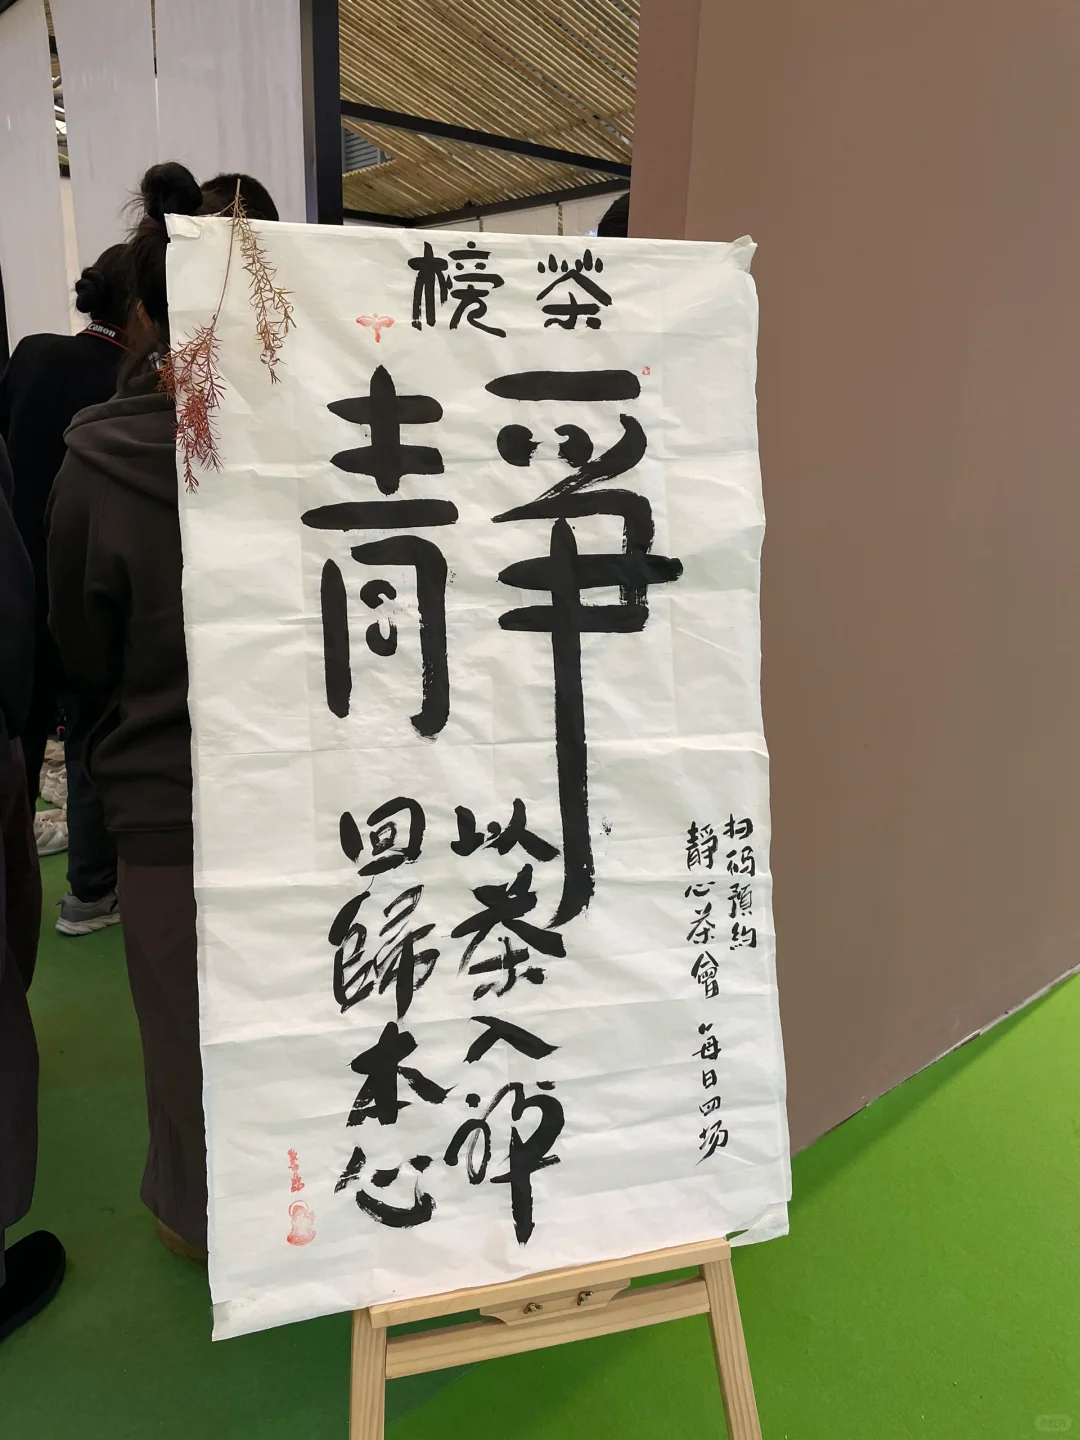 茶榜
靜
扫码預約
靜心茶會 每日四场
以茶入禪
回歸本心
Canon